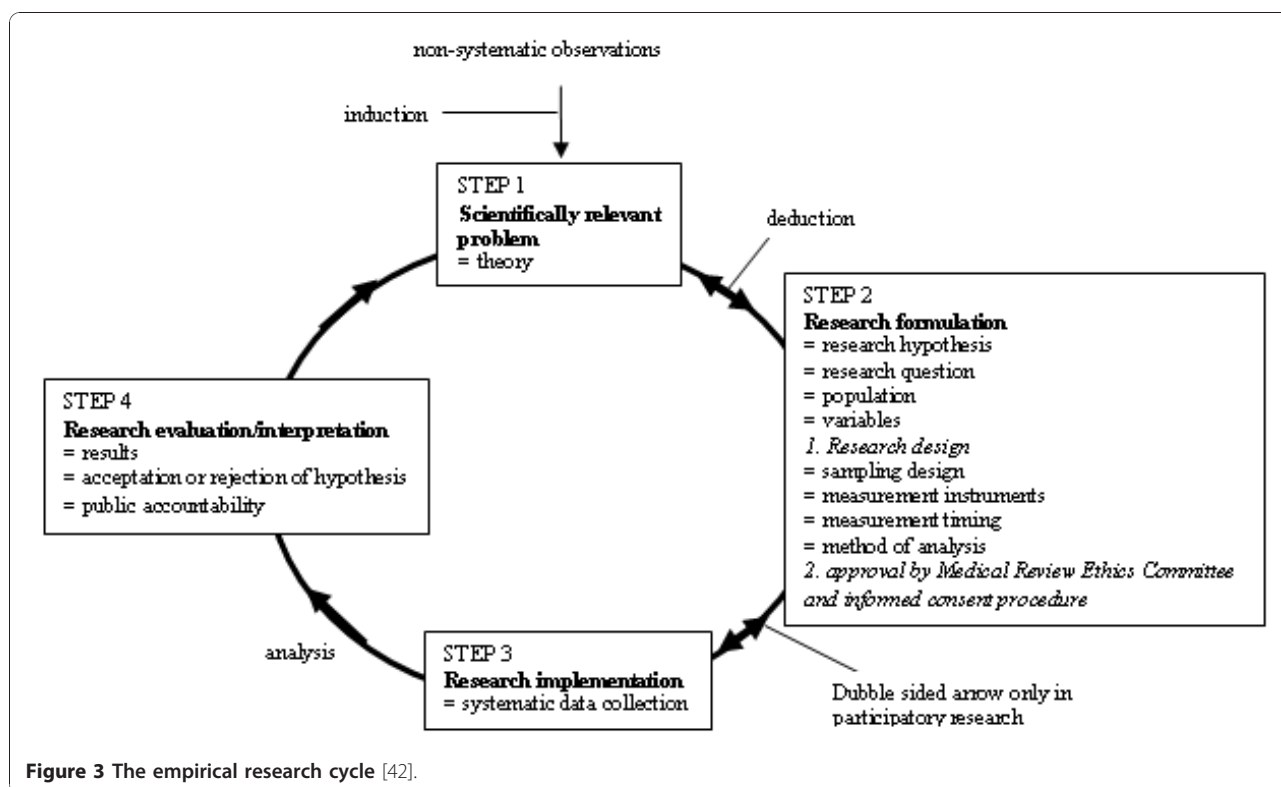 non-systematic observations
induction
STEP 1
Scientifically relevant
problem
= theory
deduction
STEP 2
Research formulation
= research hypothesis
= research question
= population
= variables
1. Research design
= sampling design
= measurement instruments
= measurement timing
= method of analysis
2. approval by Medical Review Ethics Committee
and informed consent procedure
Dubble sided arrow only in
participatory research
STEP 3
Research implementation
= systematic data collection
analysis
STEP 4
Research evaluation/interpretation
= results
= acceptation or rejection of hypothesis
= public accountability
Figure 3 The empirical research cycle [42].